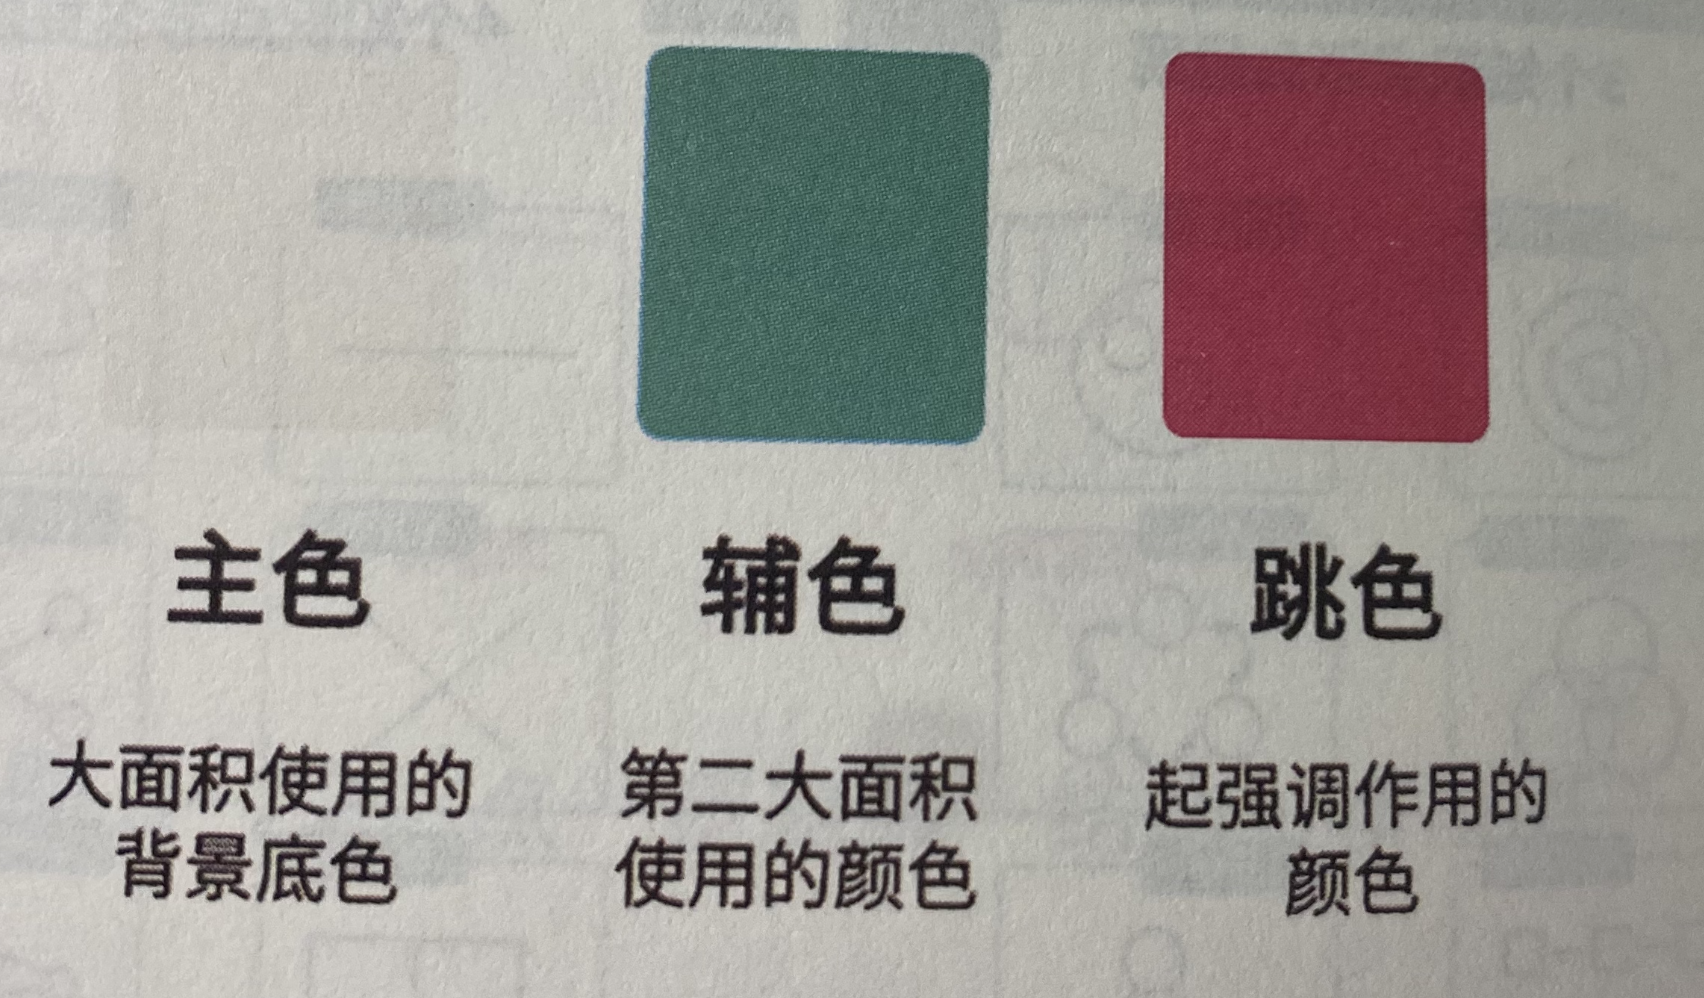 主色
辅色
跳色
大面积使用的
背景底色
第二大面积
使用的颜色
起强调作用的
颜色